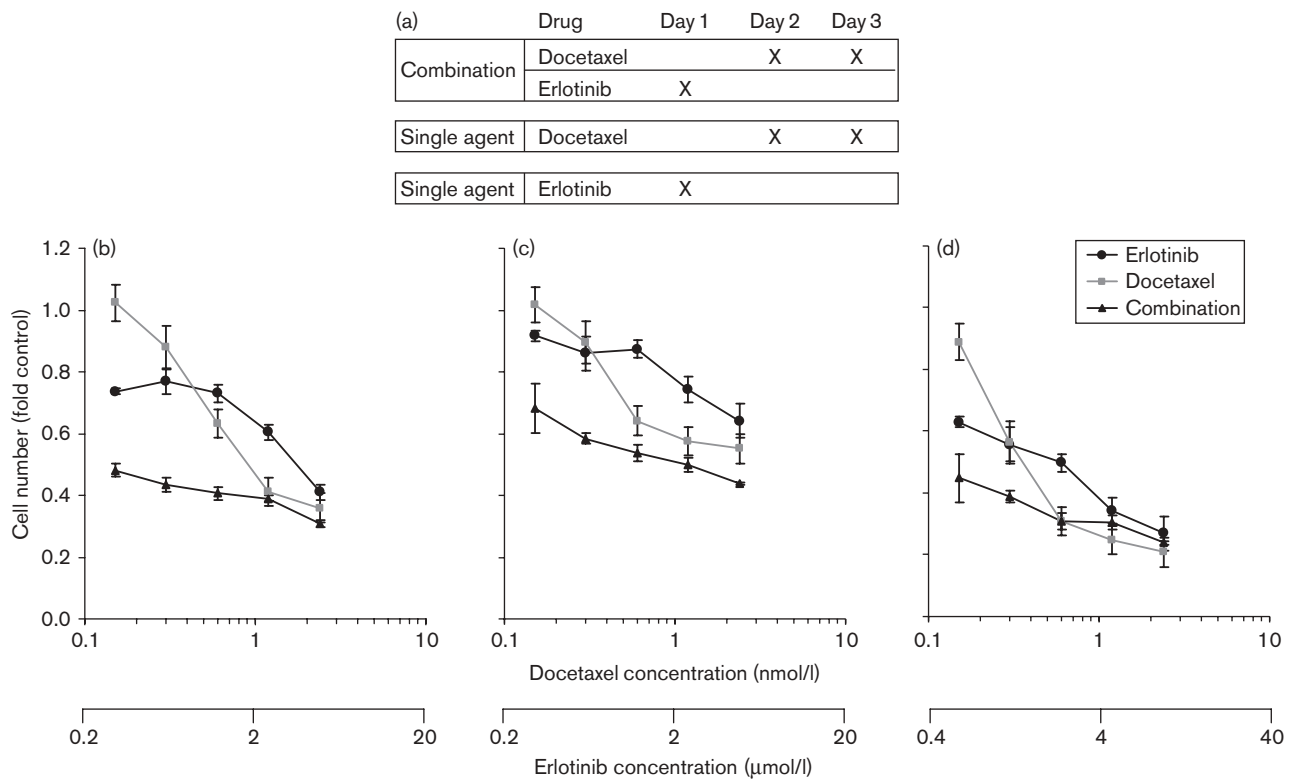 (a) Drug Day 1 Day 2 Day 3
Combination
Docetaxel X X
Erlotinib X
Single agent Docetaxel X X
Single agent Erlotinib X
(b) (c) (d)
Erlotinib
Docetaxel
Combination
Cell number (fold control)
1.2
1.0
0.8
0.6
0.4
0.2
0.0
0.1 1 10 0.1 1 10 0.1 1 10
Docetaxel concentration (nmol/l)
0.2 2 20 0.2 2 20 0.4 4 40
Erlotinib concentration (μmol/l)